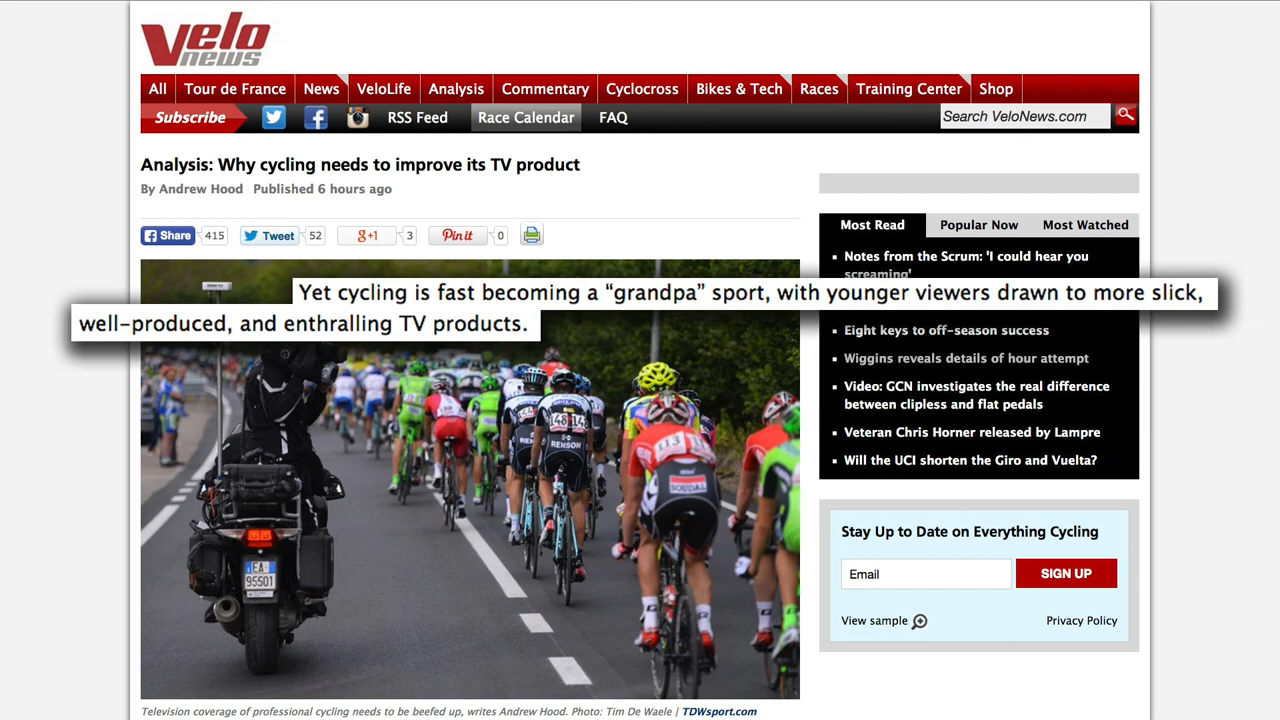 Velo
news
All Tour de France News VeloLife Analysis Commentary Cyclocross Bikes & Tech Races Training Center Shop
Subscribe RSS Feed Race Calendar FAQ Search VeloNews.com
Analysis: Why cycling needs to improve its TV product
By Andrew Hood Published 6 hours ago
Share 415 Tweet 52 g+1 3 Pin it 0
Most Read Popular Now Most Watched
Notes from the Scrum: 'I could hear you
screaming'
Yet cycling is fast becoming a “grandpa” sport, with younger viewers drawn to more slick,
well-produced, and enthralling TV products.
Eight keys to off-season success
Wiggins reveals details of hour attempt
Video: GCN investigates the real difference
between clipless and flat pedals
Veteran Chris Horner released by Lampre
Will the UCI shorten the Giro and Vuelta?
148 148
RENSON
113
SOUDAL
EA
95501
Stay Up to Date on Everything Cycling
Email SIGN UP
View sample Privacy Policy
Television coverage of professional cycling needs to be beefed up, writes Andrew Hood. Photo: Tim De Waele | TDWsport.com